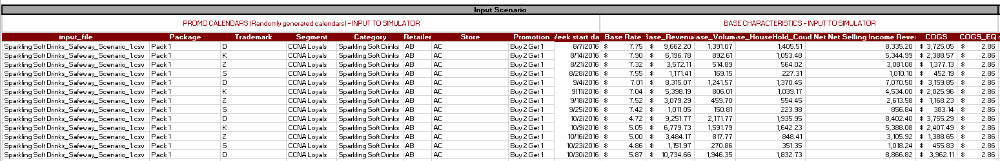 Input Scenario
PROMO CALENDARS (Randomly generated calendars) - INPUT TO SIMULATOR BASE CHARACTERISTICS - INPUT TO SIMULATOR
input_file Package Trademark Segment Category Retailer Store Promotion Week start da Base Rate Base_Revenu ase_Volum se_HouseHold_Cou d Net Net Selling Income Reven COGS COGS_EQ
Sparkling Soft Drinks_Safeway_Scenario_1.csv Pack 1 D CCNA Loyals Sparkling Soft Drinks AB AC Buy 2 Get 1 8/7/2016 $ 7.75 $ 9,662.20 1,391.07 1,405.51 8,335.20 $ 3,725.05 $ 2.86
Sparkling Soft Drinks_Safeway_Scenario_1.csv Pack 1 K CCNA Loyals Sparkling Soft Drinks AB AC Buy 2 Get 1 8/14/2016 $ 7.90 $ 6,196.78 892.61 1,053.48 5,344.99 $ 2,388.57 $ 2.86
Sparkling Soft Drinks_Safeway_Scenario_1.csv Pack 1 Z CCNA Loyals Sparkling Soft Drinks AB AC Buy 2 Get 1 8/21/2016 $ 7.32 $ 3,572.11 514.89 564.02 3,081.08 $ 1,377.13 $ 2.86
Sparkling Soft Drinks_Safeway_Scenario_1.csv Pack 1 S CCNA Loyals Sparkling Soft Drinks AB AC Buy 2 Get 1 8/28/2016 $ 7.55 $ 1,171.41 169.15 227.31 1,010.10 $ 452.19 $ 2.86
Sparkling Soft Drinks_Safeway_Scenario_1.csv Pack 1 D CCNA Loyals Sparkling Soft Drinks AB AC Buy 2 Get 1 9/4/2016 $ 7.01 $ 8,315.07 1,241.57 1,370.45 7,070.50 $ 3,159.85 $ 2.86
Sparkling Soft Drinks_Safeway_Scenario_1.csv Pack 1 K CCNA Loyals Sparkling Soft Drinks AB AC Buy 2 Get 1 9/11/2016 $ 7.04 $ 5,398.19 806.01 1,039.17 4,534.00 $ 2,025.96 $ 2.86
Sparkling Soft Drinks_Safeway_Scenario_1.csv Pack 1 Z CCNA Loyals Sparkling Soft Drinks AB AC Buy 2 Get 1 9/18/2016 $ 7.52 $ 3,079.29 459.70 554.45 2,613.58 $ 1,168.23 $ 2.86
Sparkling Soft Drinks_Safeway_Scenario_1.csv Pack 1 S CCNA Loyals Sparkling Soft Drinks AB AC Buy 2 Get 1 9/25/2016 $ 7.42 $ 1,011.05 150.81 223.98 856.84 $ 383.14 $ 2.86
Sparkling Soft Drinks_Safeway_Scenario_1.csv Pack 1 D CCNA Loyals Sparkling Soft Drinks AB AC Buy 2 Get 1 10/2/2016 $ 4.72 $ 9,251.77 2,171.77 1,935.95 8,402.40 $ 3,755.29 $ 2.86
Sparkling Soft Drinks_Safeway_Scenario_1.csv Pack 1 K CCNA Loyals Sparkling Soft Drinks AB AC Buy 2 Get 1 10/9/2016 $ 5.05 $ 6,779.73 1,591.79 1,642.23 5,388.08 $ 2,407.49 $ 2.86
Sparkling Soft Drinks_Safeway_Scenario_1.csv Pack 1 Z CCNA Loyals Sparkling Soft Drinks AB AC Buy 2 Get 1 10/16/2016 $ 5.00 $ 3,484.17 817.77 848.41 3,105.92 $ 1,388.65 $ 2.86
Sparkling Soft Drinks_Safeway_Scenario_1.csv Pack 1 S CCNA Loyals Sparkling Soft Drinks AB AC Buy 2 Get 1 10/23/2016 $ 4.86 $ 1,151.97 270.86 351.35 1,018.24 $ 455.83 $ 2.86
Sparkling Soft Drinks_Safeway_Scenario_1.csv Pack 1 D CCNA Loyals Sparkling Soft Drinks AB AC Buy 2 Get 1 10/30/2016 $ 5.87 $ 10,734.66 1,946.35 1,832.73 8,866.82 $ 3,962.11 $ 2.86